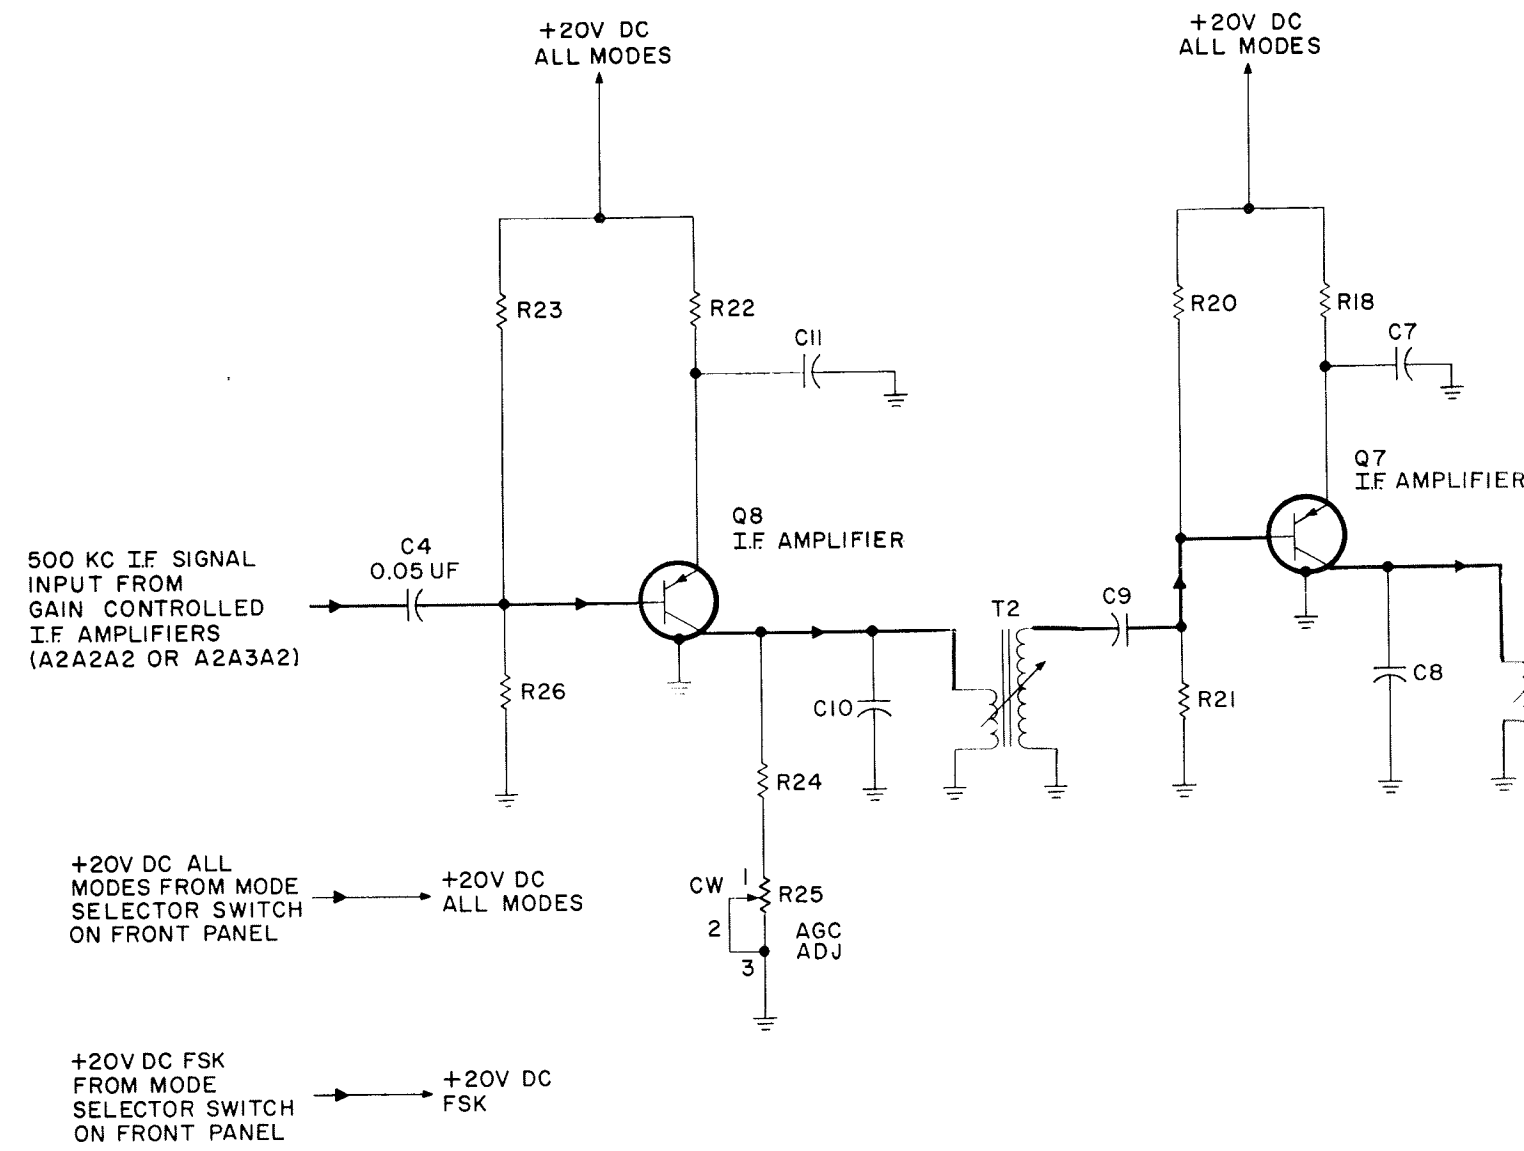 +20V DC
ALL MODES
+20V DC
ALL MODES
R23
R22
C11
R20
R18
C7
Q8
I.F. AMPLIFIER
Q7
I.F. AMPLIFIER
500 KC I.F. SIGNAL
INPUT FROM
GAIN CONTROLLED
I.F. AMPLIFIERS
(A2A2A2 OR A2A3A2)
C4
0.05 UF
R26
T2
C9
C10
R21
C8
R24
+20V DC ALL
MODES FROM MODE
SELECTOR SWITCH
ON FRONT PANEL
+20V DC
ALL MODES
CW
1
R25
2
AGC
ADJ
3
+20V DC FSK
FROM MODE
SELECTOR SWITCH
ON FRONT PANEL
+20V DC
FSK